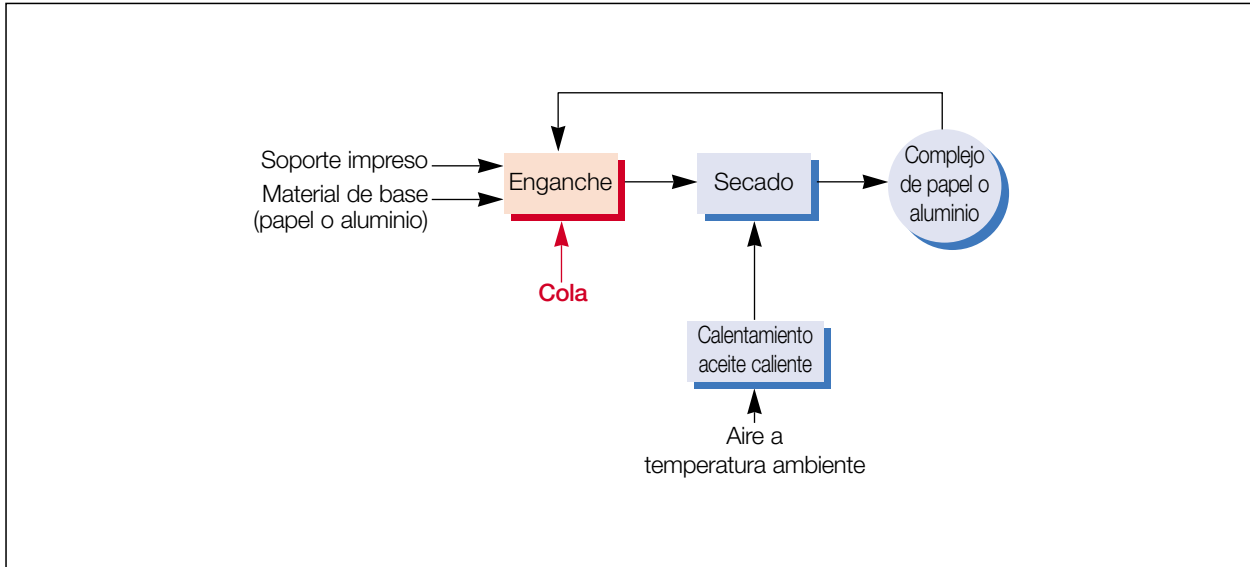 Soporte impreso
Material de base
(papel o aluminio)
Enganche
Cola
Secado
Complejo
de papel o
aluminio
Calentamiento
aceite caliente
Aire a
temperatura ambiente